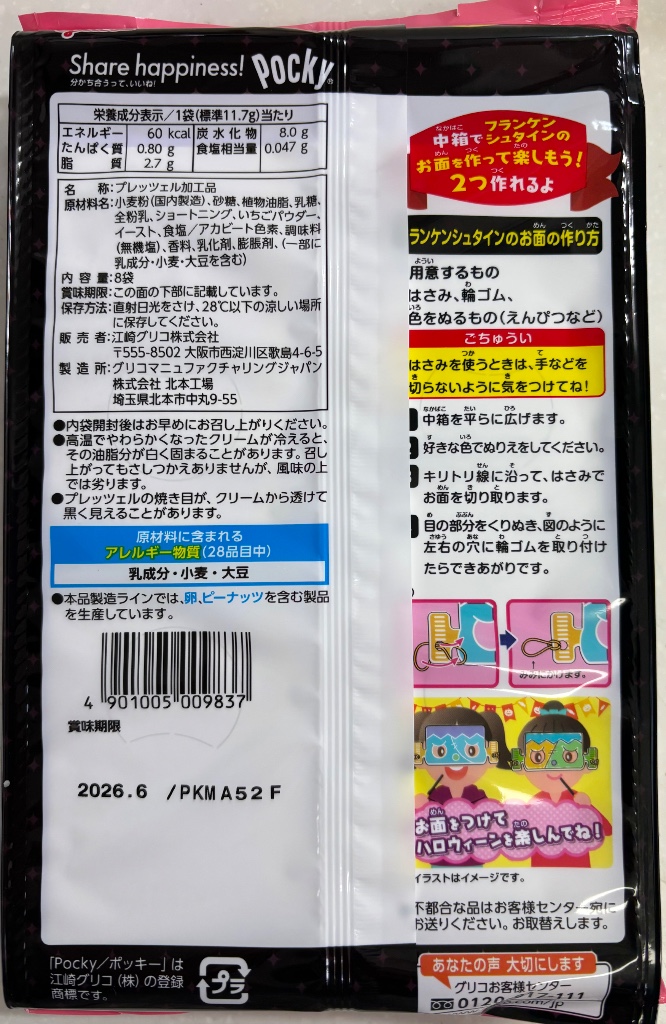 Share happiness! Pocky
分かち合うって、いいね!
栄養成分表示/1袋(標準11.7g)当たり
エネルギー 60 kcal 炭水化物 8.0 g
たんぱく質 0.80 g 食塩相当量 0.047 g
脂質 2.7 g
名称:プレッツェル加工品
原材料名:小麦粉(国内製造)、砂糖、植物油脂、乳糖、
全粉乳、ショートニング、いちごパウダー、
イースト、食塩/アカビート色素、調味料
(無機塩)、香料、乳化剤、膨脹剤、(一部に
乳成分・小麦・大豆を含む)
内容量:8袋
賞味期限:この面の下部に記載しています。
保存方法:直射日光をさけ、28℃以下の涼しい場所
に保存してください。
販売者:江崎グリコ株式会社
〒555-8502 大阪市西淀川区歌島4-6-5
製造所:グリコマニュファクチャリングジャパン
株式会社 北本工場
埼玉県北本市中丸9-55
●内袋開封後はお早めにお召し上がりください。
●高温でやわらかくなったクリームが冷えると、
その油脂分が白く固まることがあります。召し
上がってもさしつかえありませんが、風味の上
では劣ります。
●プレッツェルの焼き目が、クリームから透けて
黒く見えることがあります。
原材料に含まれる
アレルギー物質(28品目中)
乳成分・小麦・大豆
●本品製造ラインでは、卵、ピーナッツを含む製品
を生産しています。
4 901005 009837
賞味期限
2026.6 /PKMA52F
「Pocky/ポッキー」は
江崎グリコ(株)の登録
商標です。
プラ
中箱でフランケンシュタインの
お面を作って楽しもう!
2つ作れるよ
ランケンシュタインのお面の作り方
用意するもの
はさみ、輪ゴム、
色をぬるもの(えんぴつなど)
ごちゅうい
はさみを使うときは、手などを
切らないように気をつけてね!
中箱を平らに広げます。
好きな色でぬりえをしてください。
キリトリ線に沿って、はさみで
お面を切り取ります。
目の部分をくりぬき、図のように
左右の穴に輪ゴムを取り付け
たらできあがりです。
みみにかけます。
お面をつけて
ハロウィーンを楽しんでね!
イラストはイメージです。
不都合な品はお客様センター宛に
お送りください。お取替えします。
あなたの声 大切にします
グリコお客様センター